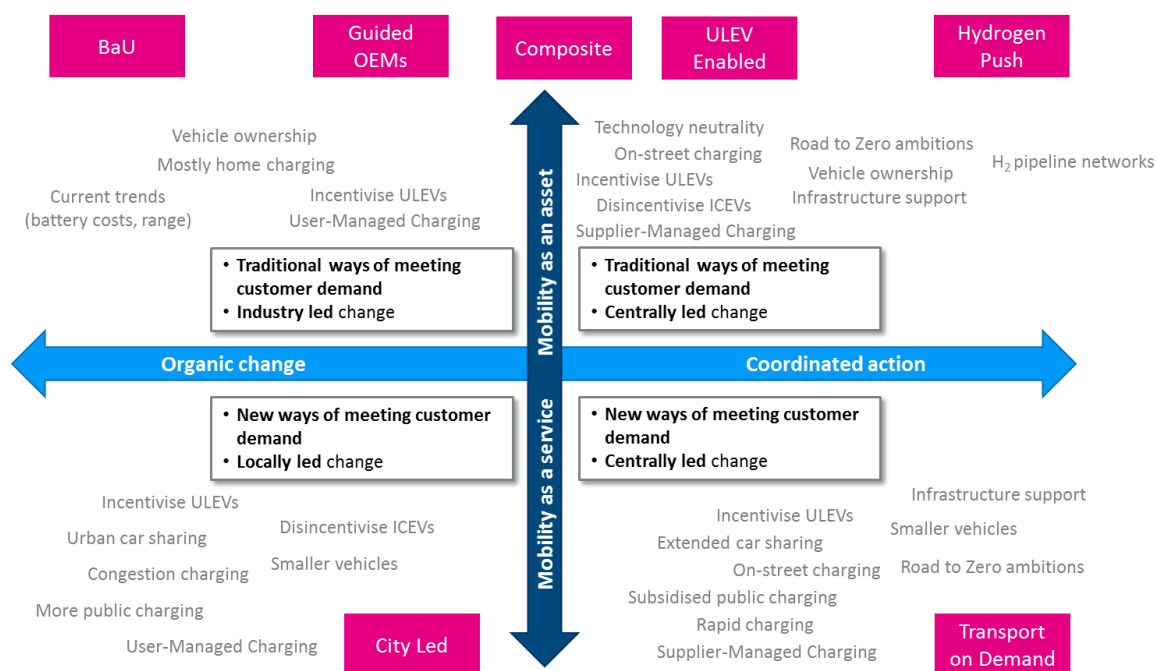 BaU
Guided
OEMs
Composite
ULEV
Enabled
Hydrogen
Push
Vehicle ownership
Mostly home charging
Current trends
(battery costs, range)
Incentivise ULEVs
User-Managed Charging
Technology neutrality
On-street charging
Incentivise ULEVs
Disincentivise ICEVs
Supplier-Managed Charging
Road to Zero ambitions
Vehicle ownership
Infrastructure support
H₂ pipeline networks
• Traditional ways of meeting
customer demand
• Industry led change
Mobility as an asset
• Traditional ways of meeting
customer demand
• Centrally led change
Organic change
Coordinated action
• New ways of meeting customer
demand
• Locally led change
Mobility as a service
• New ways of meeting customer
demand
• Centrally led change
Incentivise ULEVs
Urban car sharing
Congestion charging
More public charging
User-Managed Charging
Disincentivise ICEVs
Smaller vehicles
City Led
Incentivise ULEVs
Extended car sharing
On-street charging
Subsidised public charging
Rapid charging
Supplier-Managed Charging
Infrastructure support
Smaller vehicles
Road to Zero ambitions
Transport
on Demand